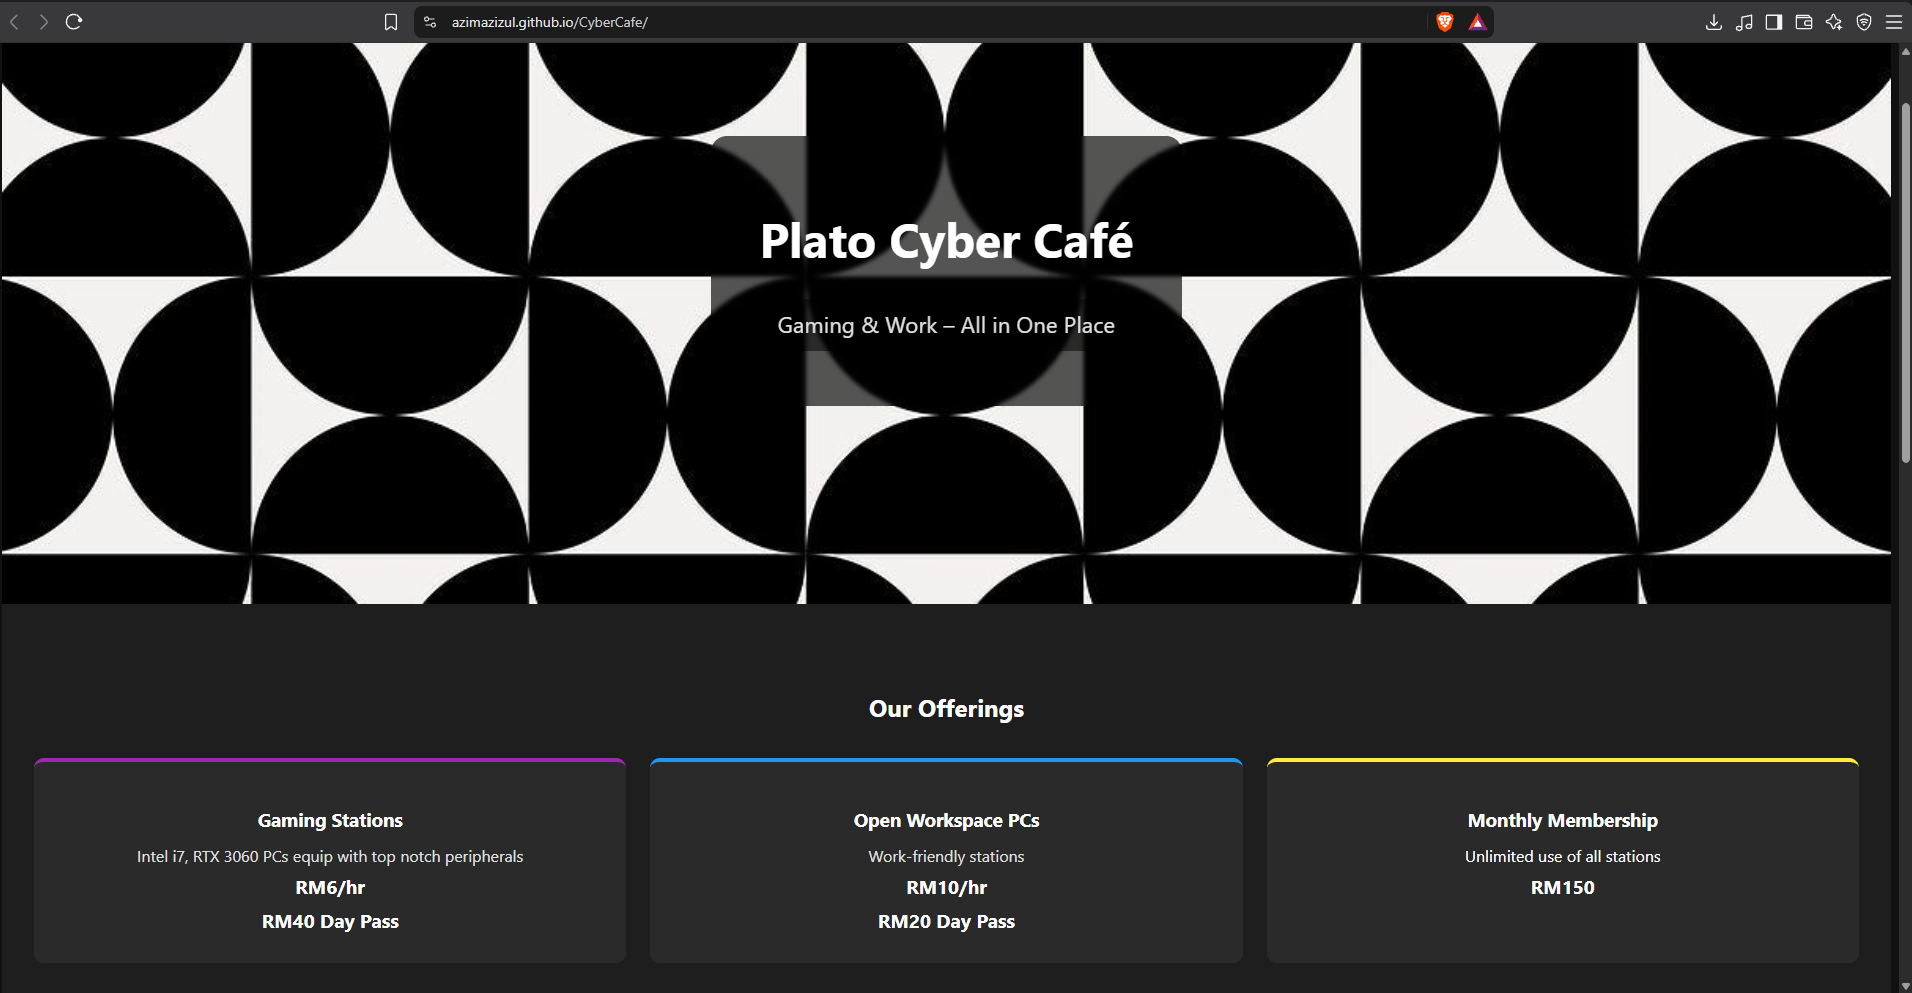 azimazizul.github.io/CyberCafe/
Plato Cyber Café
Gaming & Work – All in One Place
Our Offerings
Gaming Stations
Intel i7, RTX 3060 PCs equip with top notch peripherals
RM6/hr
RM40 Day Pass
Open Workspace PCs
Work-friendly stations
RM10/hr
RM20 Day Pass
Monthly Membership
Unlimited use of all stations
RM150